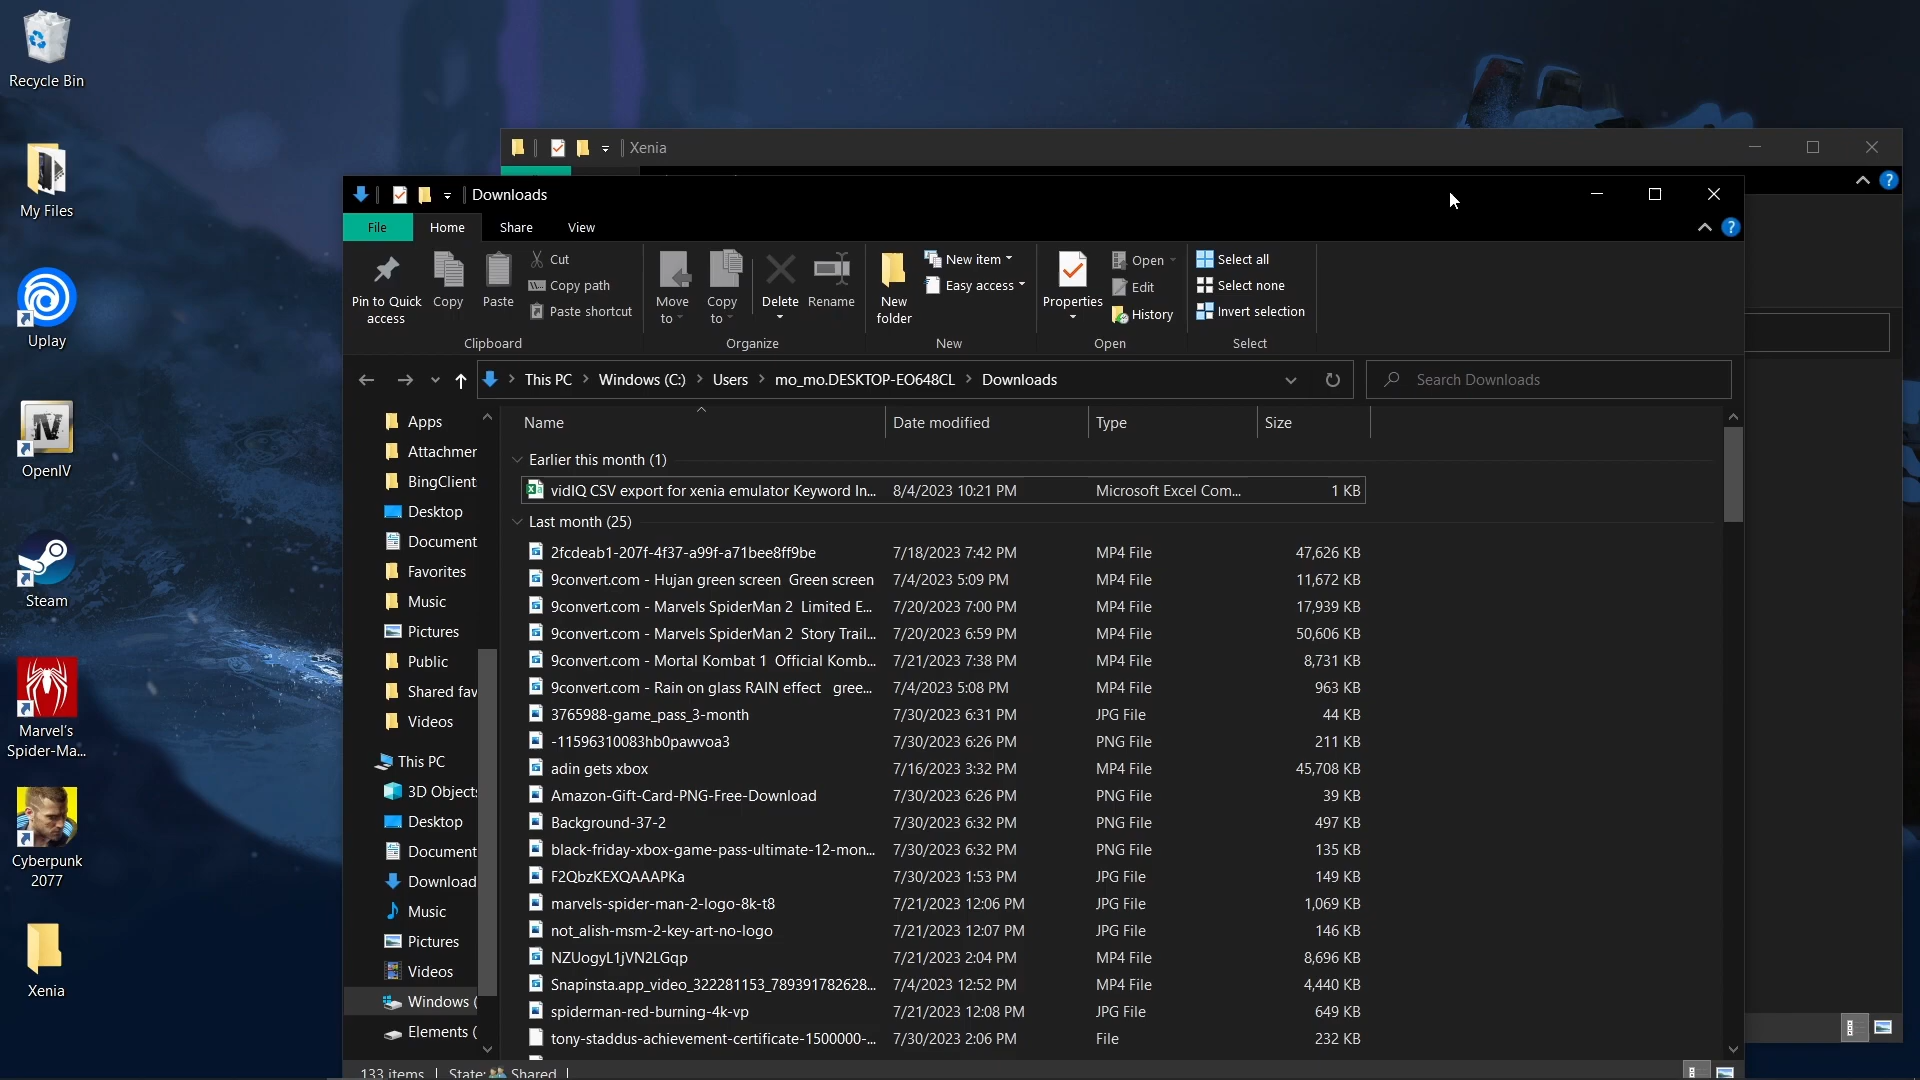 Recycle Bin
My Files
Uplay
OpenIV
Steam
Marvel's
Spider-Ma...
Cyberpunk
2077
Xenia
Xenia
Downloads
File Home Share View
Pin to Quick
access
Copy
Paste
Cut
Copy path
Paste shortcut
Clipboard
Move
to
Copy
to
Delete
Rename
Organize
New
folder
New item
Easy access
New
Properties
Open
Edit
History
Open
Select all
Select none
Invert selection
Select
This PC > Windows (C:) > Users > mo_mo.DESKTOP-EO648CL > Downloads
Search Downloads
Apps
Attachmer
BingClient
Desktop
Document
Favorites
Music
Pictures
Public
Shared fav
Videos
This PC
3D Object
Desktop
Document
Download
Music
Pictures
Videos
Windows (
Elements (
Name Date modified Type Size
Earlier this month (1)
vidIQ CSV export for xenia emulator Keyword In... 8/4/2023 10:21 PM Microsoft Excel Com... 1 KB
Last month (25)
2fcdeab1-207f-4f37-a99f-a71bee8ff9be 7/18/2023 7:42 PM MP4 File 47,626 KB
9convert.com - Hujan green screen Green screen 7/4/2023 5:09 PM MP4 File 11,672 KB
9convert.com - Marvels SpiderMan 2 Limited E... 7/20/2023 7:00 PM MP4 File 17,939 KB
9convert.com - Marvels SpiderMan 2 Story Trail... 7/20/2023 6:59 PM MP4 File 50,606 KB
9convert.com - Mortal Kombat 1 Official Komb... 7/21/2023 7:38 PM MP4 File 8,731 KB
9convert.com - Rain on glass RAIN effect gree... 7/4/2023 5:08 PM MP4 File 963 KB
3765988-game_pass_3-month 7/30/2023 6:31 PM JPG File 44 KB
-11596310083hb0pawvoa3 7/30/2023 6:26 PM PNG File 211 KB
adin gets xbox 7/16/2023 3:32 PM MP4 File 45,708 KB
Amazon-Gift-Card-PNG-Free-Download 7/30/2023 6:26 PM PNG File 39 KB
Background-37-2 7/30/2023 6:32 PM PNG File 497 KB
black-friday-xbox-game-pass-ultimate-12-mon... 7/30/2023 6:32 PM PNG File 135 KB
F2QbzKEXQAAAPKa 7/30/2023 1:53 PM JPG File 149 KB
marvels-spider-man-2-logo-8k-t8 7/21/2023 12:06 PM JPG File 1,069 KB
not_alish-msm-2-key-art-no-logo 7/21/2023 12:07 PM JPG File 146 KB
NZUogyL1jVN2LGqp 7/21/2023 2:04 PM MP4 File 8,696 KB
Snapinsta.app_video_322281153_789391782628... 7/4/2023 12:52 PM MP4 File 4,440 KB
spiderman-red-burning-4k-vp 7/21/2023 12:08 PM JPG File 649 KB
tony-staddus-achievement-certificate-1500000-... 7/30/2023 2:06 PM File 232 KB
133 items State: Shared